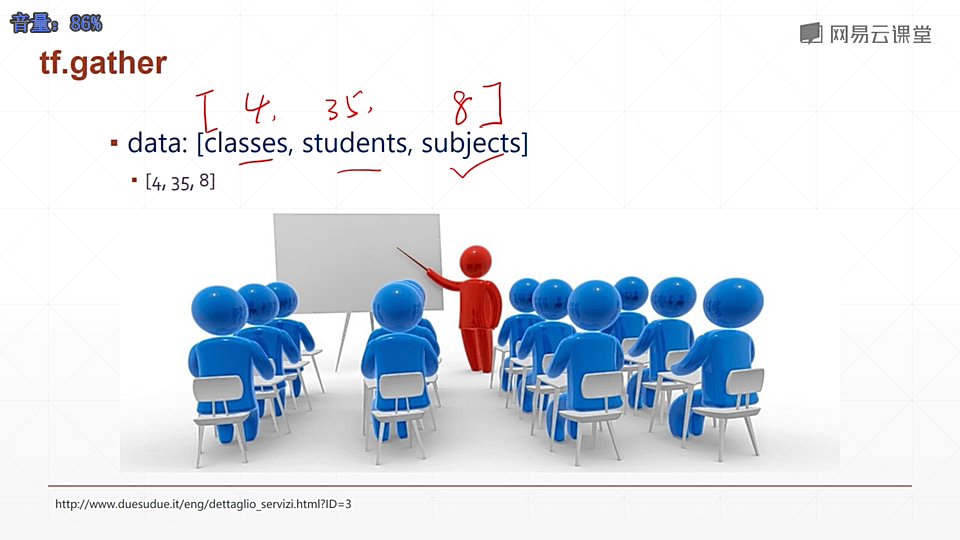 音量: 86%
网易云课堂
tf.gather
[ 4, 35, 8 ]
data: [classes, students, subjects]
[4, 35, 8]
http://www.duesudue.it/eng/dettaglio_servizi.html?ID=3